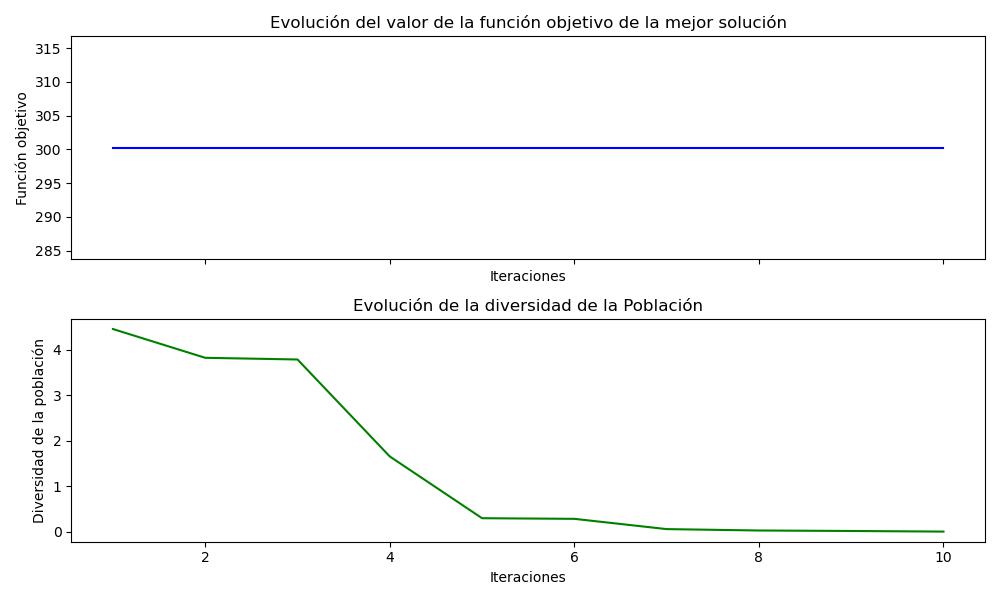 Evolución del valor de la función objetivo de la mejor solución
315
310
305
300
295
290
285
Función objetivo
Iteraciones
Evolución de la diversidad de la Población
4
3
2
1
0
Diversidad de la población
2 4 6 8 10
Iteraciones